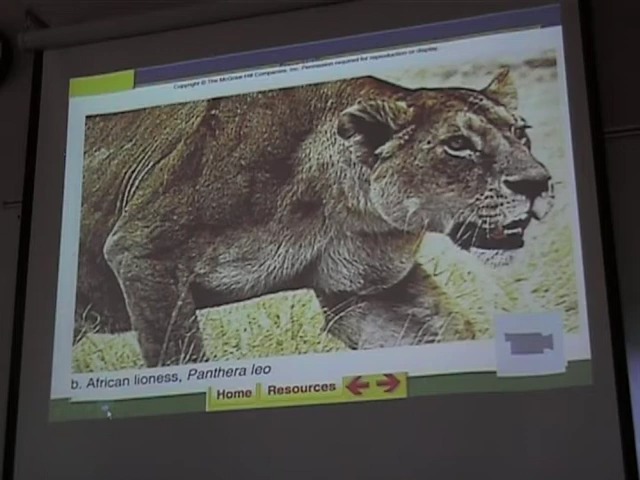 Copyright © The McGraw-Hill Companies, Inc. Permission required for reproduction or display.
b. African lioness, Panthera leo
Home
Resources